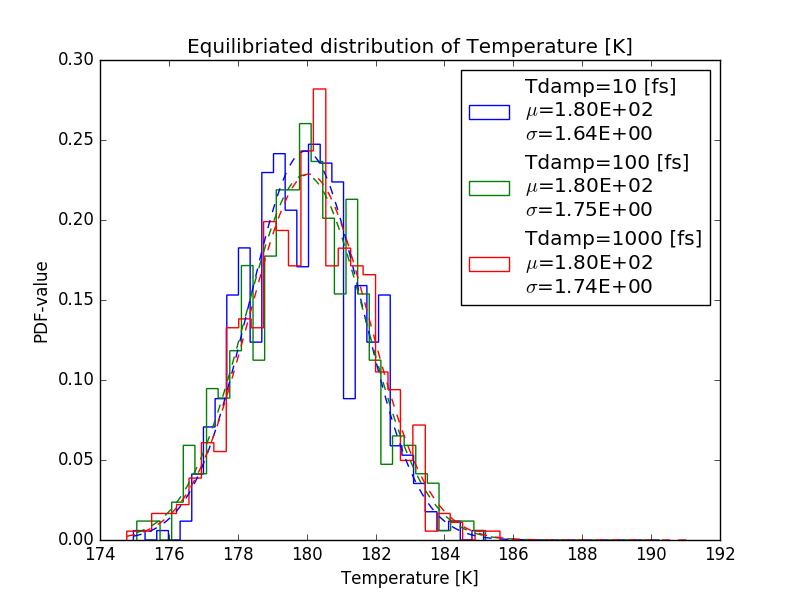 Equilibriated distribution of Temperature [K]
0.30
0.25
0.20
0.15
0.10
0.05
0.00
PDF-value
Tdamp=10 [fs]
μ=1.80E+02
σ=1.64E+00
Tdamp=100 [fs]
μ=1.80E+02
σ=1.75E+00
Tdamp=1000 [fs]
μ=1.80E+02
σ=1.74E+00
174 176 178 180 182 184 186 188 190 192
Temperature [K]